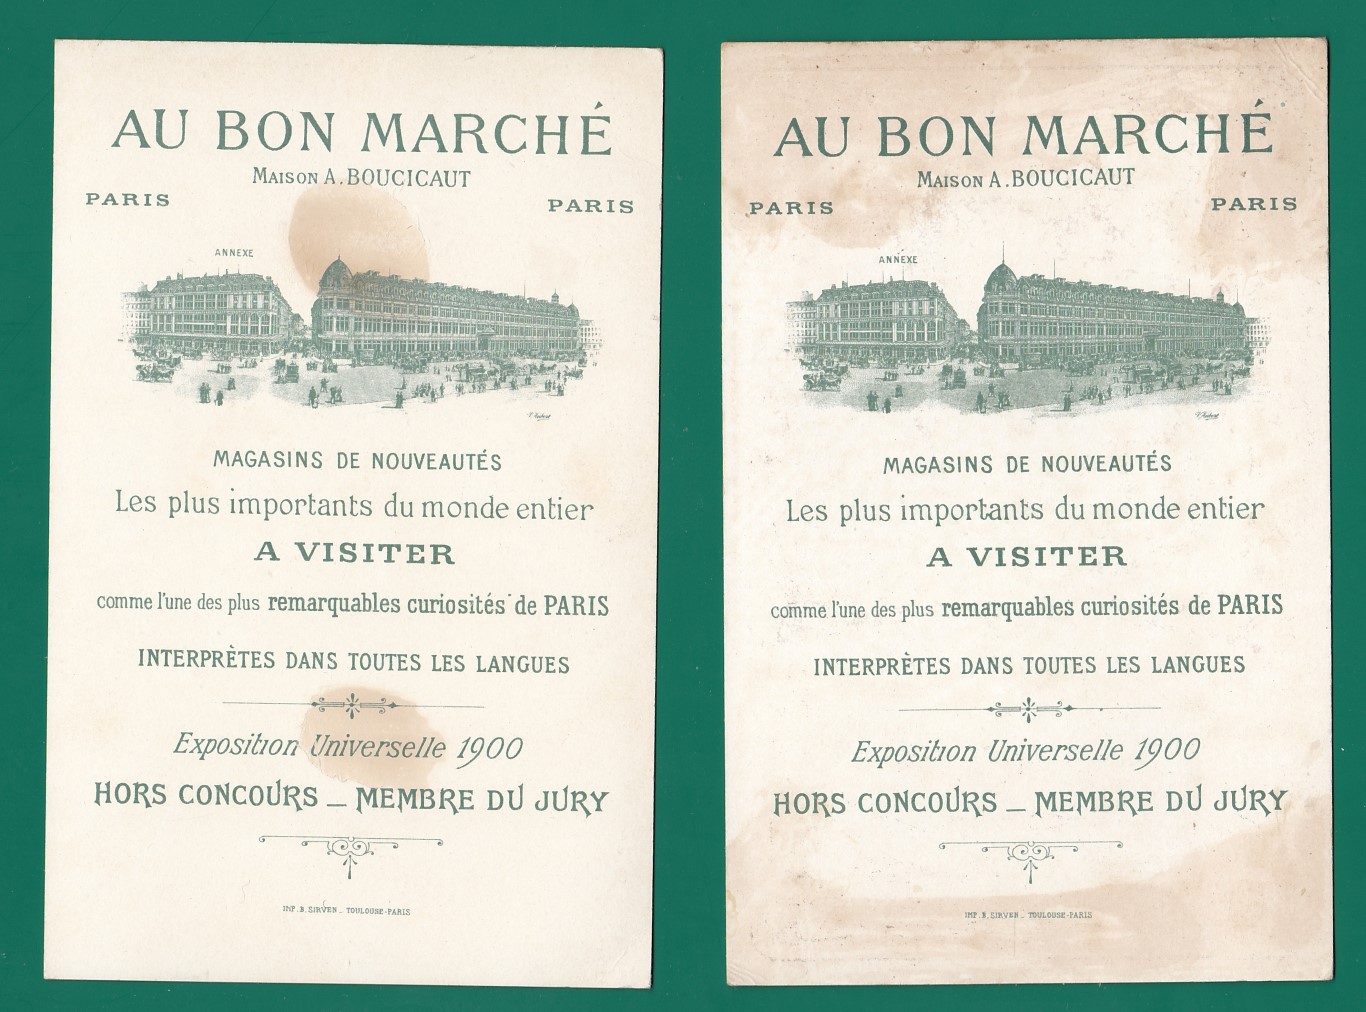 AU BON MARCHÉ
MAISON A. BOUCICAUT
PARIS PARIS
ANNEXE
MAGASINS DE NOUVEAUTÉS
Les plus importants du monde entier
A VISITER
comme l'une des plus remarquables curiosités de PARIS
INTERPRÈTES DANS TOUTES LES LANGUES
Exposition Universelle 1900
HORS CONCOURS _ MEMBRE DU JURY
IMP. B. SIRVEN _ TOULOUSE-PARIS
AU BON MARCHÉ
MAISON A. BOUCICAUT
PARIS PARIS
ANNEXE
MAGASINS DE NOUVEAUTÉS
Les plus importants du monde entier
A VISITER
comme l'une des plus remarquables curiosités de PARIS
INTERPRÈTES DANS TOUTES LES LANGUES
Exposition Universelle 1900
HORS CONCOURS _ MEMBRE DU JURY
IMP. B. SIRVEN _ TOULOUSE-PARIS